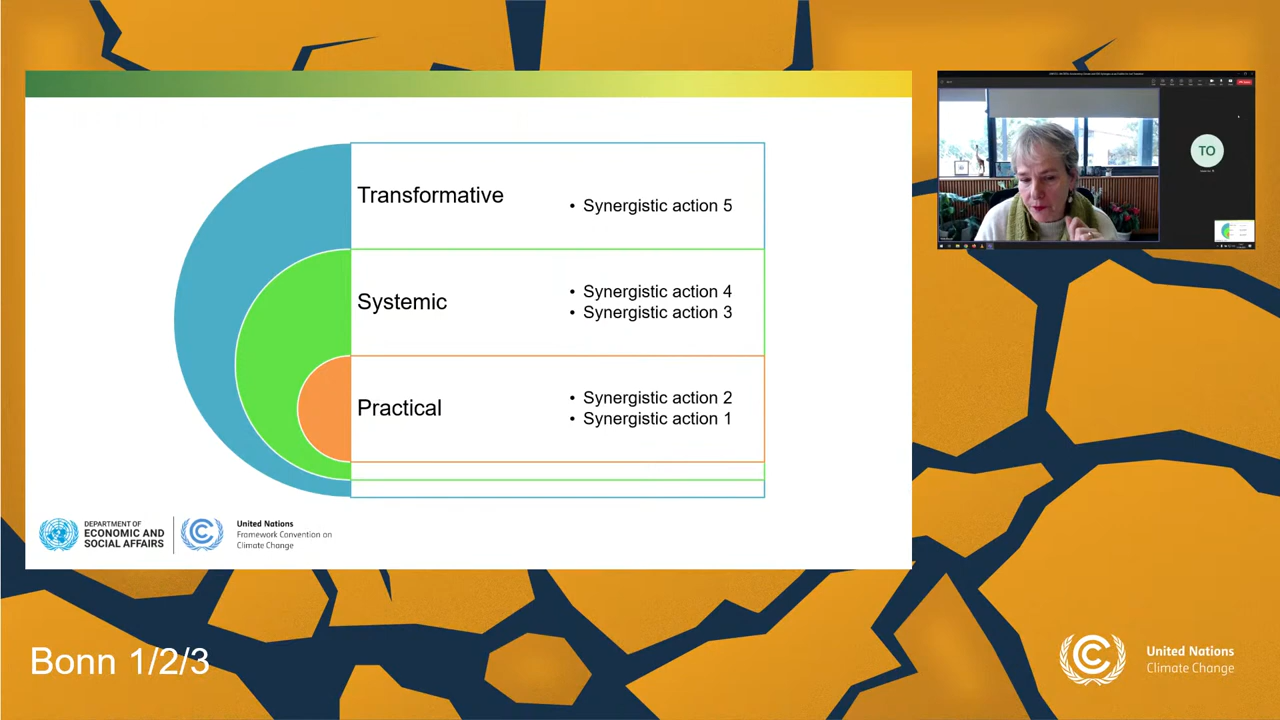 Transformative
• Synergistic action 5
Systemic
• Synergistic action 4
• Synergistic action 3
Practical
• Synergistic action 2
• Synergistic action 1
DEPARTMENT OF
ECONOMIC AND
SOCIAL AFFAIRS
United Nations
Framework Convention on
Climate Change
TO
Bonn 1/2/3
United Nations
Climate Change